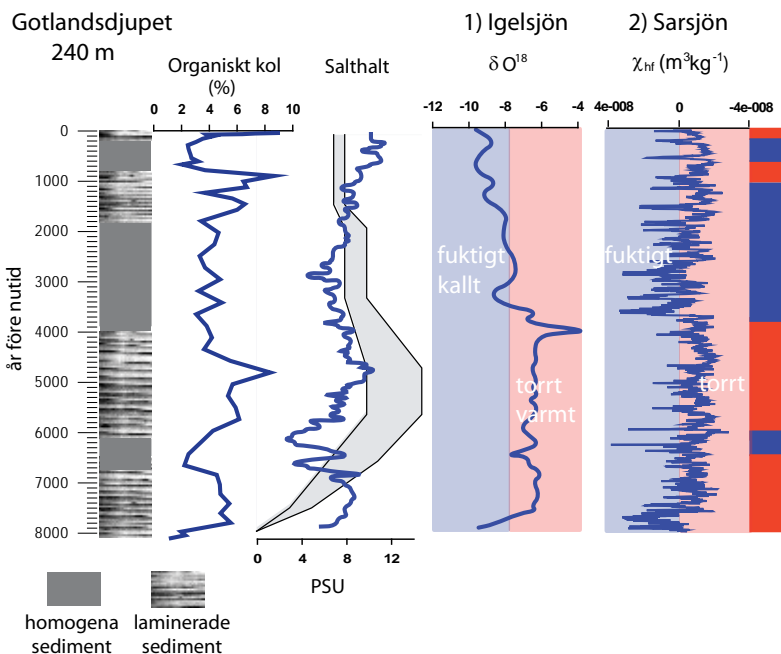 Gotlandsdjupet
240 m
Organiskt kol
(%)
0 2 4 6 8 10
Salthalt
1) Igelsjön
δ O¹⁸
-12 -10 -8 -6 -4
2) Sarsjön
χhf (m³kg⁻¹)
4e-008 0 -4e-008
år före nutid
0
1000
2000
3000
4000
5000
6000
7000
8000
fuktigt
kallt
torrt
varmt
fuktigt
torrt
0 4 8 12
PSU
homogena
sediment
laminerade
sediment